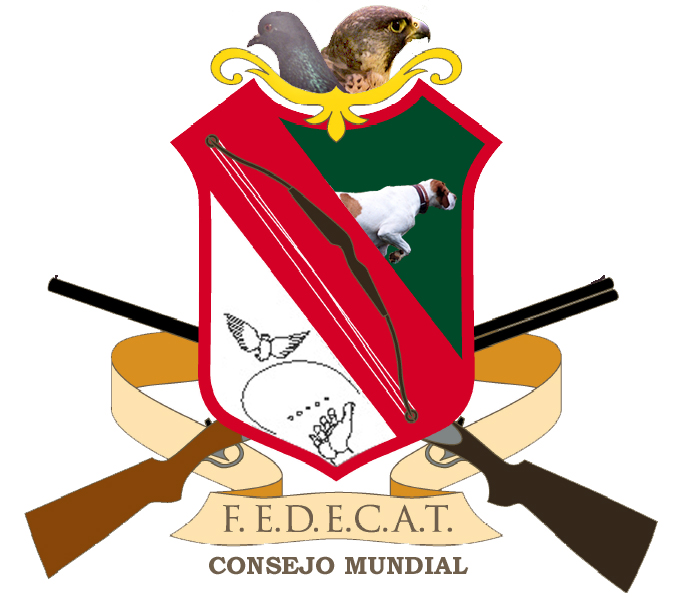 F. E. D. E. C. A. T.
CONSEJO MUNDIAL